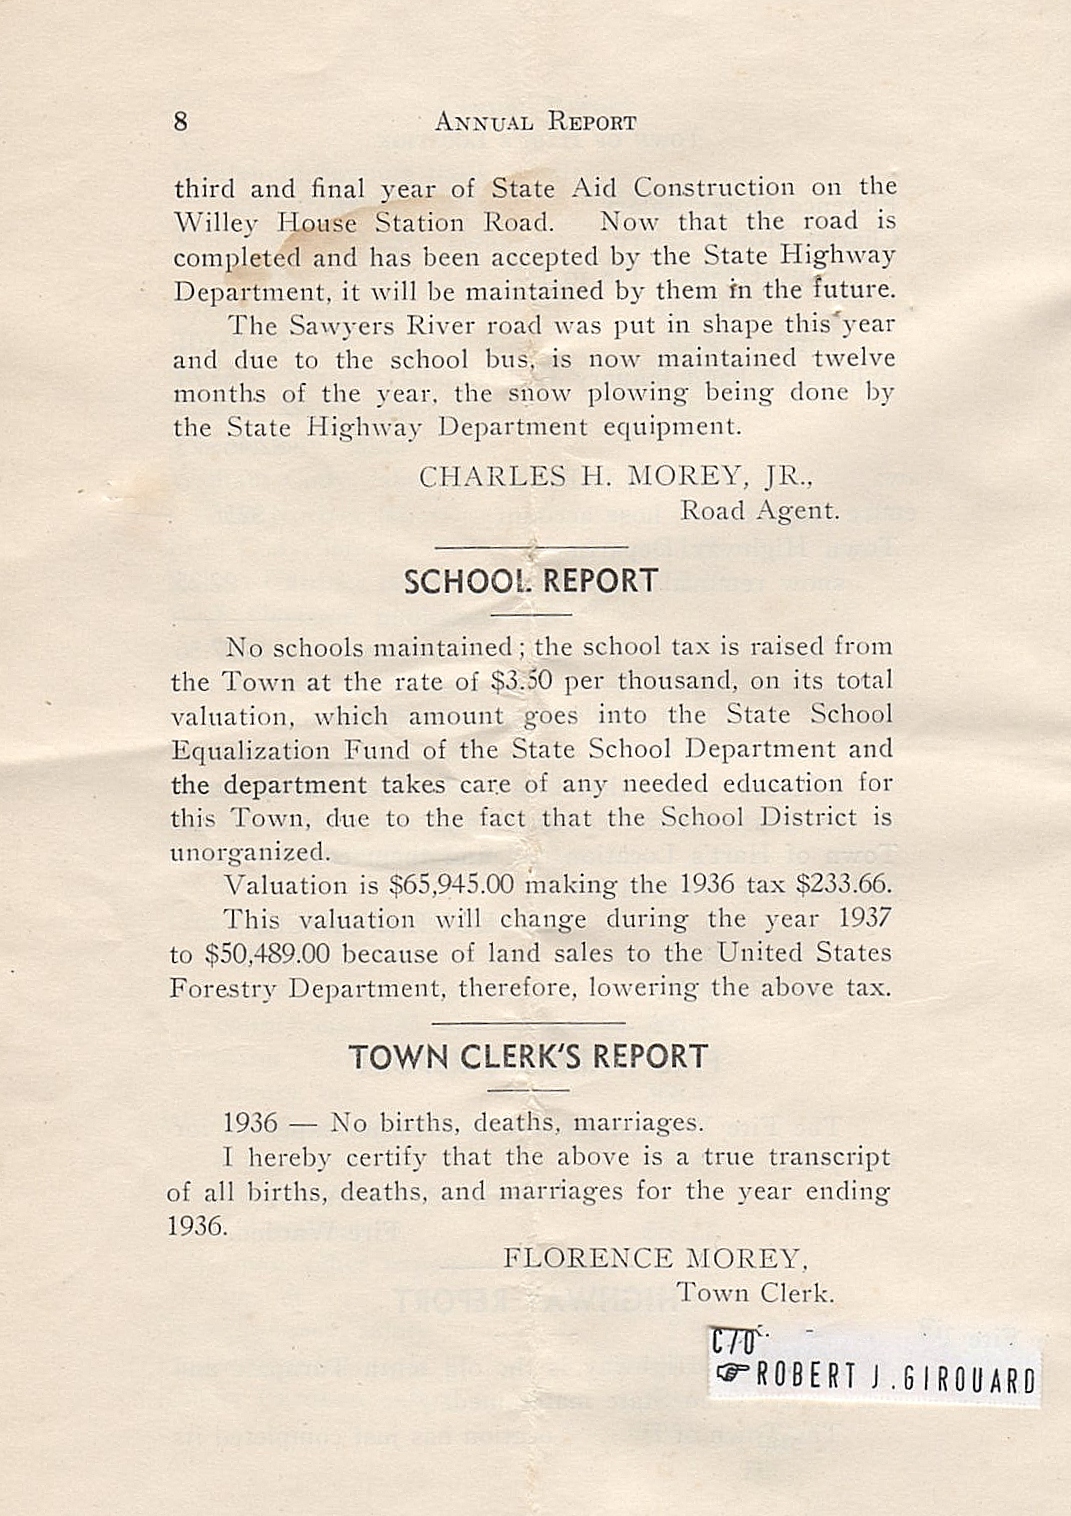 8 ANNUAL REPORT
third and final year of State Aid Construction on the
Willey House Station Road. Now that the road is
completed and has been accepted by the State Highway
Department, it will be maintained by them in the future.
The Sawyers River road was put in shape this year
and due to the school bus, is now maintained twelve
months of the year, the snow plowing being done by
the State Highway Department equipment.
CHARLES H. MOREY, JR.,
Road Agent.
SCHOOL REPORT
No schools maintained; the school tax is raised from
the Town at the rate of $3.50 per thousand, on its total
valuation, which amount goes into the State School
Equalization Fund of the State School Department and
the department takes care of any needed education for
this Town, due to the fact that the School District is
unorganized.
Valuation is $65,945.00 making the 1936 tax $233.66.
This valuation will change during the year 1937
to $50,489.00 because of land sales to the United States
Forestry Department, therefore, lowering the above tax.
TOWN CLERK'S REPORT
1936 — No births, deaths, marriages.
I hereby certify that the above is a true transcript
of all births, deaths, and marriages for the year ending
1936.
FLORENCE MOREY,
Town Clerk.
C/O
☞ ROBERT J. GIROUARD